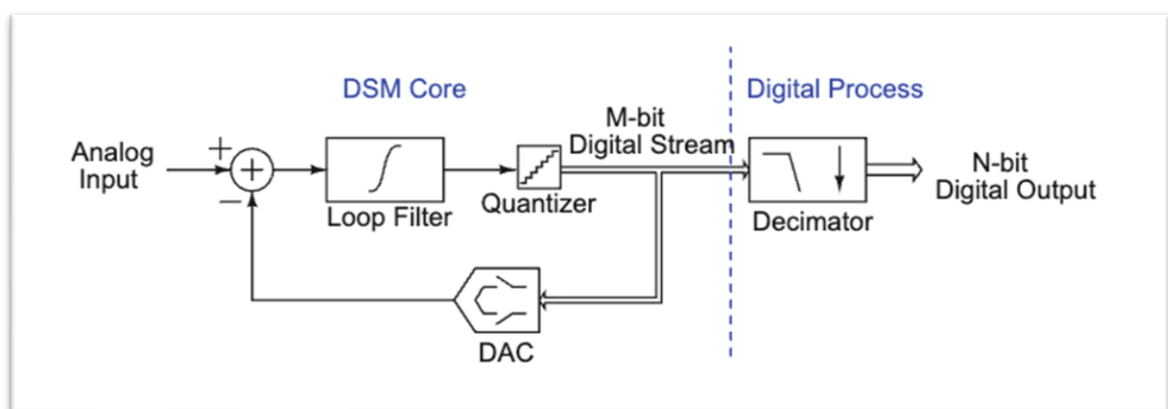 DSM Core
Digital Process
M-bit
Digital Stream
Analog
Input
+
+
−
Loop Filter
Quantizer
Decimator
N-bit
Digital Output
DAC